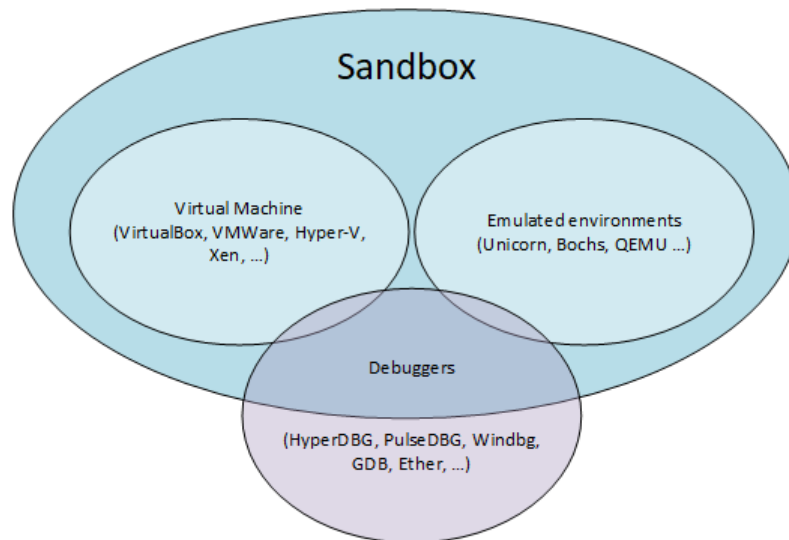 Sandbox
Virtual Machine
(VirtualBox, VMWare, Hyper-V,
Xen, ...)
Emulated environments
(Unicorn, Bochs, QEMU ...)
Debuggers
(HyperDBG, PulseDBG, Windbg,
GDB, Ether, ...)